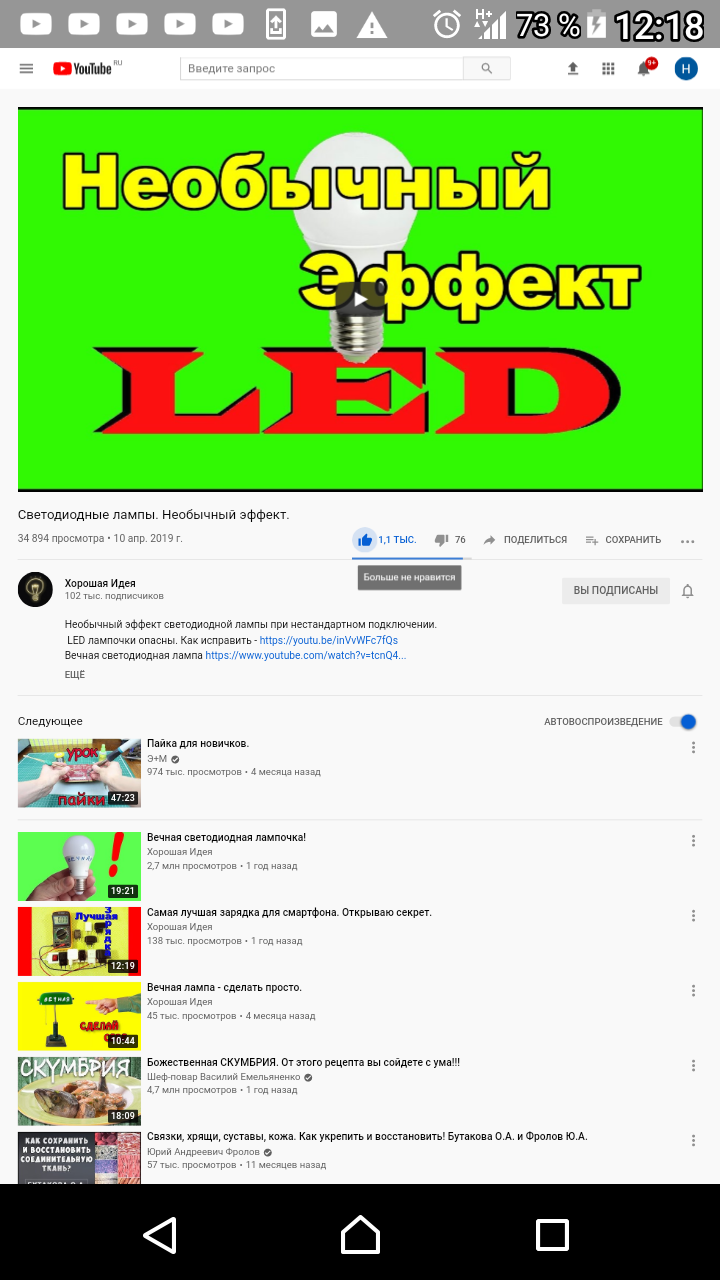 H+
73 %
12:18
YouTube RU
Введите запрос
9+
H
Необычный
Эффект
LED
Светодиодные лампы. Необычный эффект.
34 894 просмотра • 10 апр. 2019 г.
1,1 ТЫС.
76
ПОДЕЛИТЬСЯ
СОХРАНИТЬ
Больше не нравится
Хорошая Идея
102 тыс. подписчиков
ВЫ ПОДПИСАНЫ
Необычный эффект светодиодной лампы при нестандартном подключении.
LED лампочки опасны. Как исправить - https://youtu.be/inVvWFc7fQs
Вечная светодиодная лампа https://www.youtube.com/watch?v=tcnQ4...
ЕЩЁ
Следующее
АВТОВОСПРОИЗВЕДЕНИЕ
урок
пайки
47:23
Пайка для новичков.
Э+М
974 тыс. просмотров • 4 месяца назад
ВЕЧНАЯ
19:21
Вечная светодиодная лампочка!
Хорошая Идея
2,7 млн просмотров • 1 год назад
Лучшая
ЗАРЯДКА
12:19
Самая лучшая зарядка для смартфона. Открываю секрет.
Хорошая Идея
138 тыс. просмотров • 1 год назад
ВЕЧНАЯ
СДЕЛАЙ
10:44
Вечная лампа - сделать просто.
Хорошая Идея
45 тыс. просмотров • 4 месяца назад
СКУМБРИЯ
18:09
Божественная СКУМБРИЯ. От этого рецепта вы сойдете с ума!!!
Шеф-повар Василий Емельяненко
4,7 млн просмотров • 1 год назад
КАК СОХРАНИТЬ
И ВОССТАНОВИТЬ
СОЕДИНИТЕЛЬНУЮ
ТКАНЬ?
БУТАКОВА О.А.
Связки, хрящи, суставы, кожа. Как укрепить и восстановить! Бутакова О.А. и Фролов Ю.А.
Юрий Андреевич Фролов
57 тыс. просмотров • 11 месяцев назад